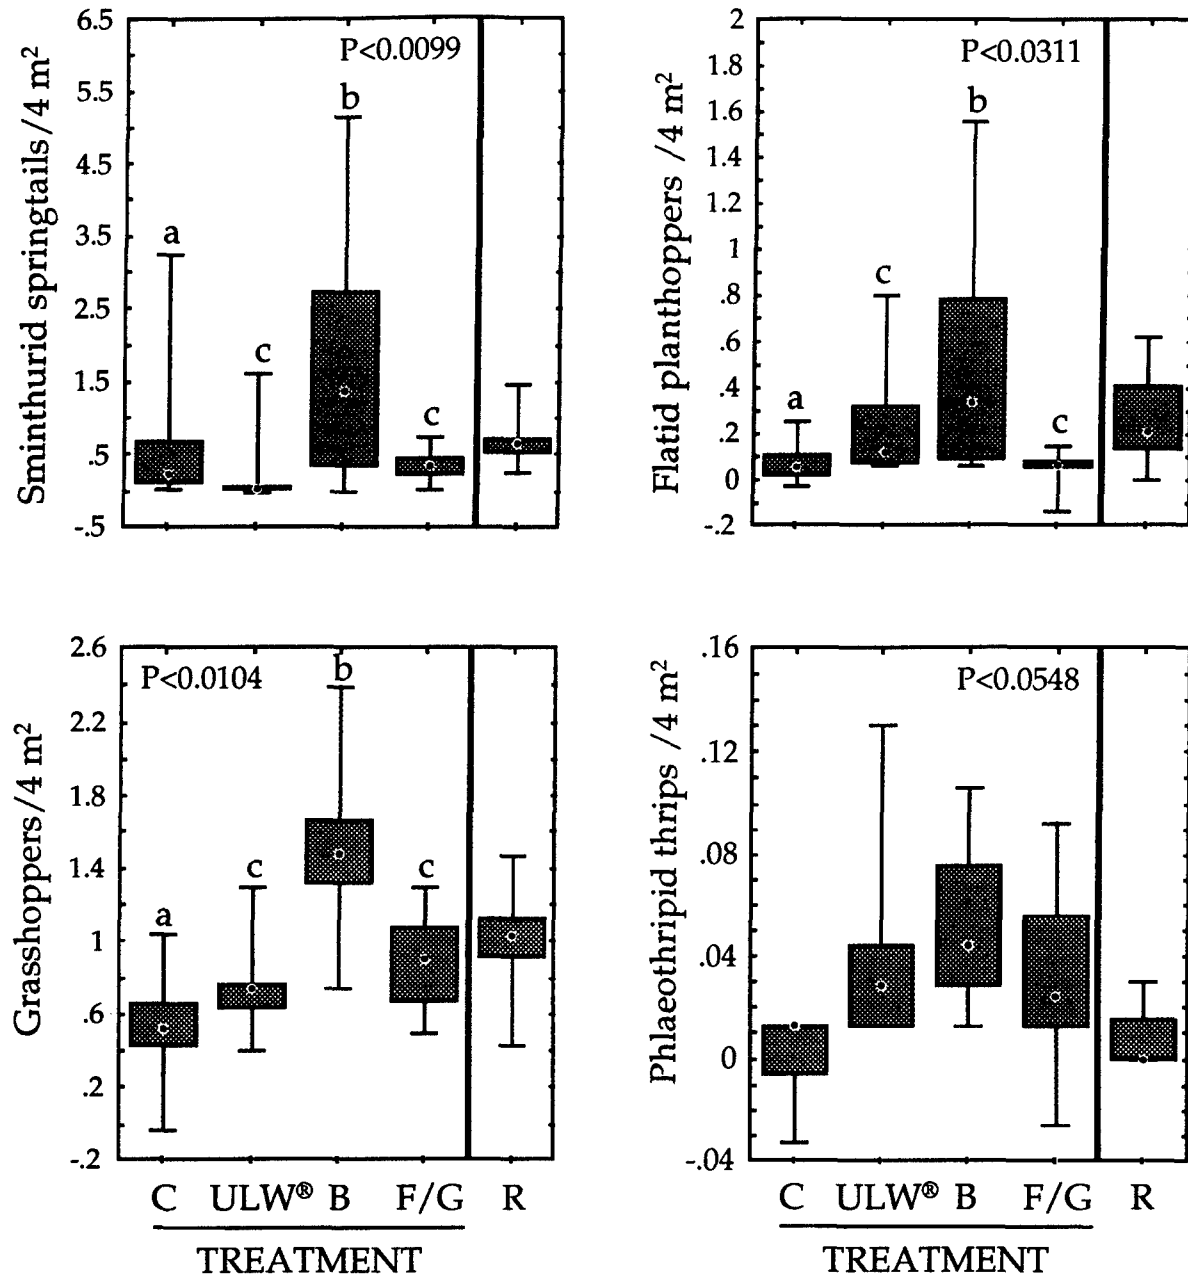 Sminthurid springtails/4 m²
6.5
5.5
4.5
3.5
2.5
1.5
.5
-.5
P<0.0099
a
c
b
c
Flatid planthoppers /4 m²
2
1.8
1.6
1.4
1.2
1
.8
.6
.4
.2
0
-.2
P<0.0311
a
c
b
c
Grasshoppers/4 m²
2.6
2.2
1.8
1.4
1
.6
.2
-.2
P<0.0104
a
c
b
c
C ULW® B F/G R
TREATMENT
Phlaeothripid thrips /4 m²
.16
.12
.08
.04
0
-.04
P<0.0548
C ULW® B F/G R
TREATMENT